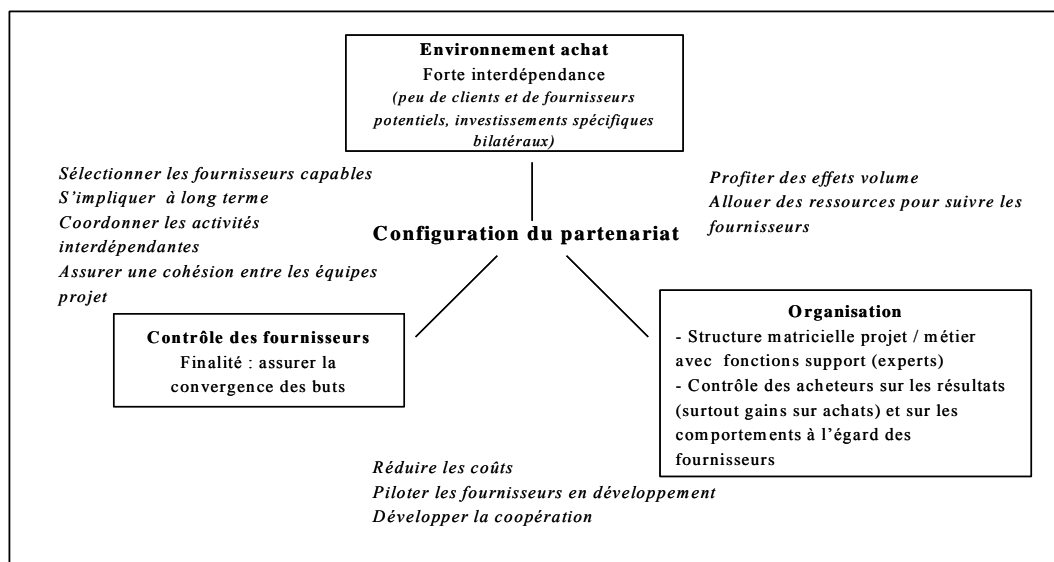 Environnement achat
Forte interdépendance
(peu de clients et de fournisseurs
potentiels, investissements spécifiques
bilatéraux)
Sélectionner les fournisseurs capables
S'impliquer à long terme
Coordonner les activités
interdépendantes
Assurer une cohésion entre les équipes
projet
Profiter des effets volume
Allouer des ressources pour suivre les
fournisseurs
Configuration du partenariat
Contrôle des fournisseurs
Finalité : assurer la
convergence des buts
Organisation
- Structure matricielle projet / métier
avec fonctions support (experts)
- Contrôle des acheteurs sur les résultats
(surtout gains sur achats) et sur les
comportements à l'égard des
fournisseurs
Réduire les coûts
Piloter les fournisseurs en développement
Développer la coopération